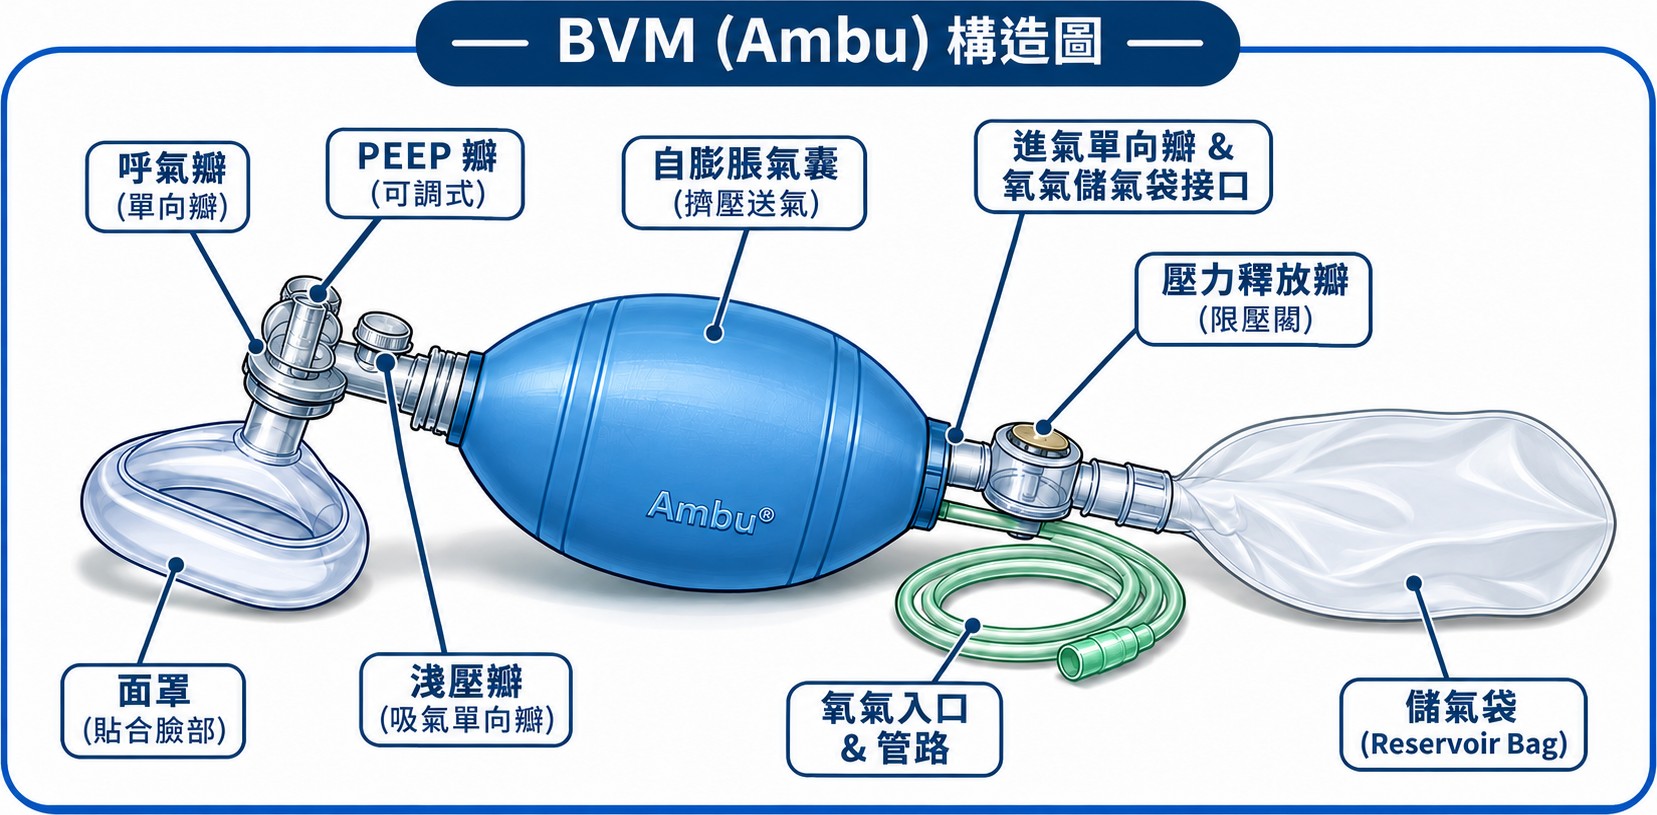 BVM (Ambu) 構造圖
呼氣瓣
(單向瓣)
PEEP 瓣
(可調式)
自膨脹氣囊
(擠壓送氣)
進氣單向瓣 &
氧氣儲氣袋接口
壓力釋放瓣
(限壓閥)
Ambu®
面罩
(貼合臉部)
淺壓瓣
(吸氣單向瓣)
氧氣入口
& 管路
儲氣袋
(Reservoir Bag)